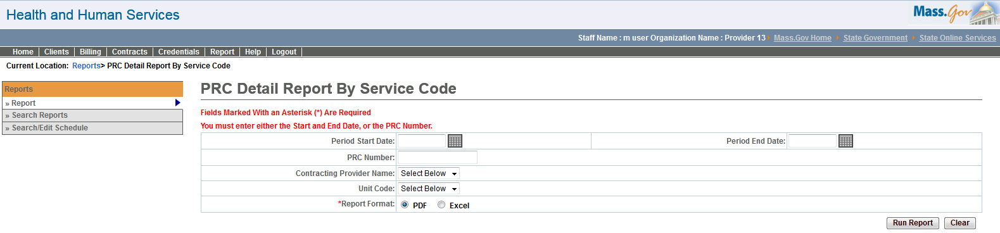 Health and Human Services
Mass.Gov
Staff Name : m user Organization Name : Provider 13 Mass.Gov Home State Government State Online Services
Home Clients Billing Contracts Credentials Report Help Logout
Current Location: Reports> PRC Detail Report By Service Code
Reports
» Report
» Search Reports
» Search/Edit Schedule
PRC Detail Report By Service Code
Fields Marked With an Asterisk (*) Are Required
You must enter either the Start and End Date, or the PRC Number.
Period Start Date: Period End Date:
PRC Number:
Contracting Provider Name: Select Below
Unit Code: Select Below
*Report Format: PDF Excel
Run Report Clear